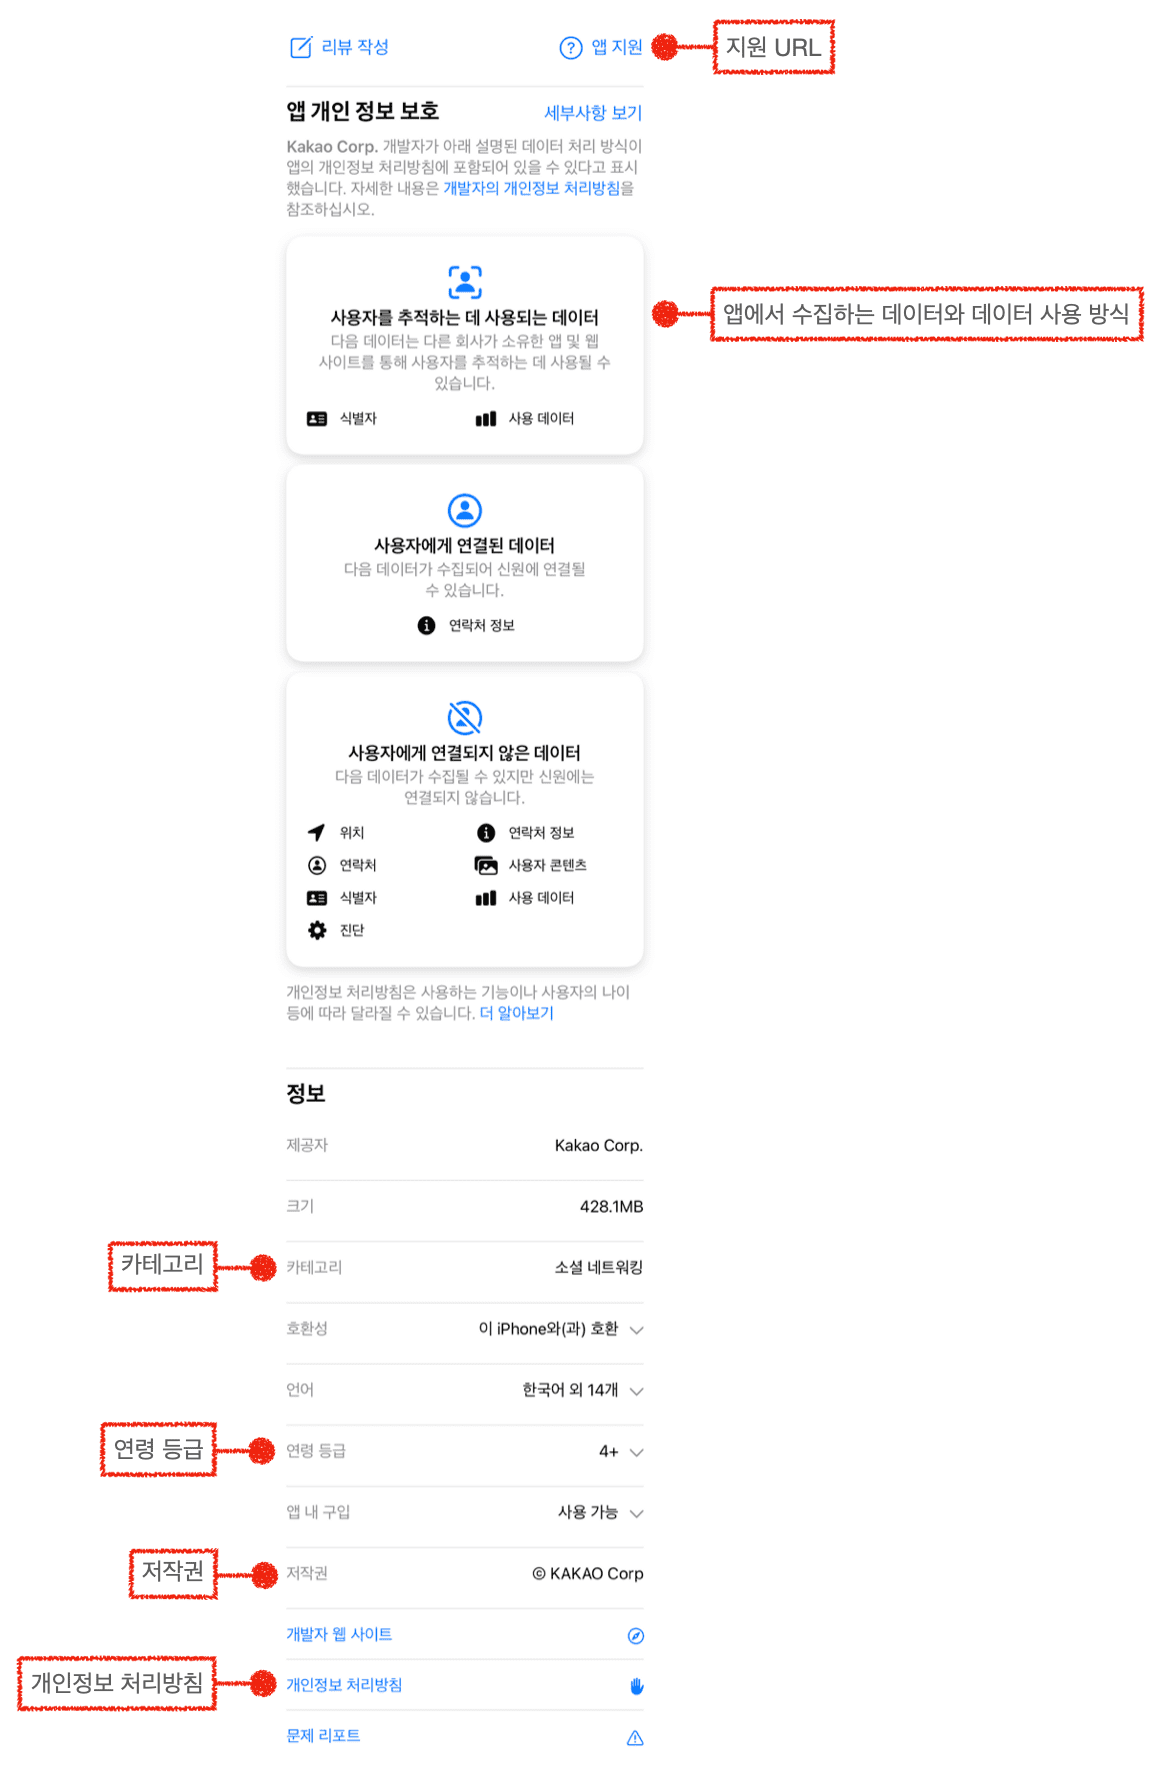 리뷰 작성
앱 지원
지원 URL
앱 개인 정보 보호
세부사항 보기
Kakao Corp. 개발자가 아래 설명된 데이터 처리 방식이
앱의 개인정보 처리방침에 포함되어 있을 수 있다고 표시
했습니다. 자세한 내용은 개발자의 개인정보 처리방침을
참조하십시오.
사용자를 추적하는 데 사용되는 데이터
앱에서 수집하는 데이터와 데이터 사용 방식
다음 데이터는 다른 회사가 소유한 앱 및 웹
사이트를 통해 사용자를 추적하는 데 사용될 수
있습니다.
식별자
사용 데이터
사용자에게 연결된 데이터
다음 데이터가 수집되어 신원에 연결될
수 있습니다.
연락처 정보
사용자에게 연결되지 않은 데이터
다음 데이터가 수집될 수 있지만 신원에는
연결되지 않습니다.
위치
연락처 정보
연락처
사용자 콘텐츠
식별자
사용 데이터
진단
개인정보 처리방침은 사용하는 기능이나 사용자의 나이
등에 따라 달라질 수 있습니다. 더 알아보기
정보
제공자
Kakao Corp.
크기
428.1MB
카테고리
카테고리
소셜 네트워킹
호환성
이 iPhone와(과) 호환
언어
한국어 외 14개
연령 등급
연령 등급
4+
앱 내 구입
사용 가능
저작권
저작권
© KAKAO Corp
개발자 웹 사이트
개인정보 처리방침
개인정보 처리방침
문제 리포트